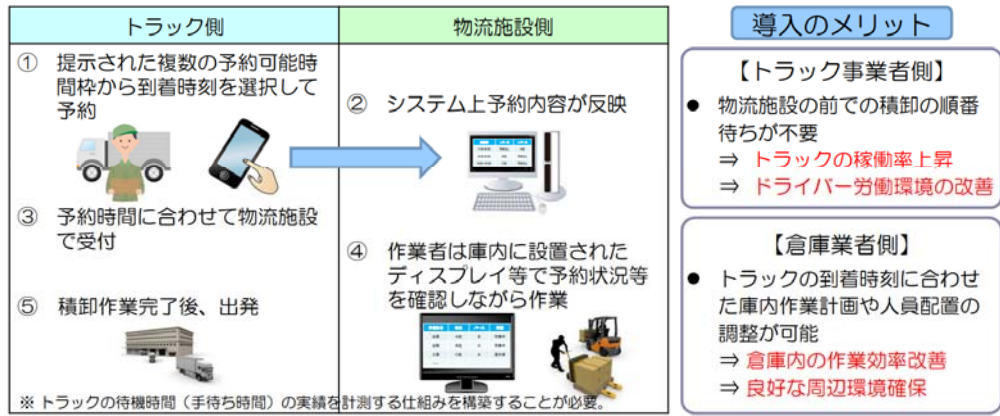 トラック側
① 提示された複数の予約可能時
間枠から到着時刻を選択して
予約
③ 予約時間に合わせて物流施設
で受付
⑤ 積卸作業完了後、出発
物流施設側
② システム上予約内容が反映
④ 作業者は庫内に設置された
ディスプレイ等で予約状況等
を確認しながら作業
※ トラックの待機時間(手待ち時間)の実績を計測する仕組みを構築することが必要。
導入のメリット
【トラック事業者側】
● 物流施設の前での積卸の順番
待ちが不要
⇒ トラックの稼働率上昇
⇒ ドライバー労働環境の改善
【倉庫業者側】
● トラックの到着時刻に合わせ
た庫内作業計画や人員配置の
調整が可能
⇒ 倉庫内の作業効率改善
⇒ 良好な周辺環境確保